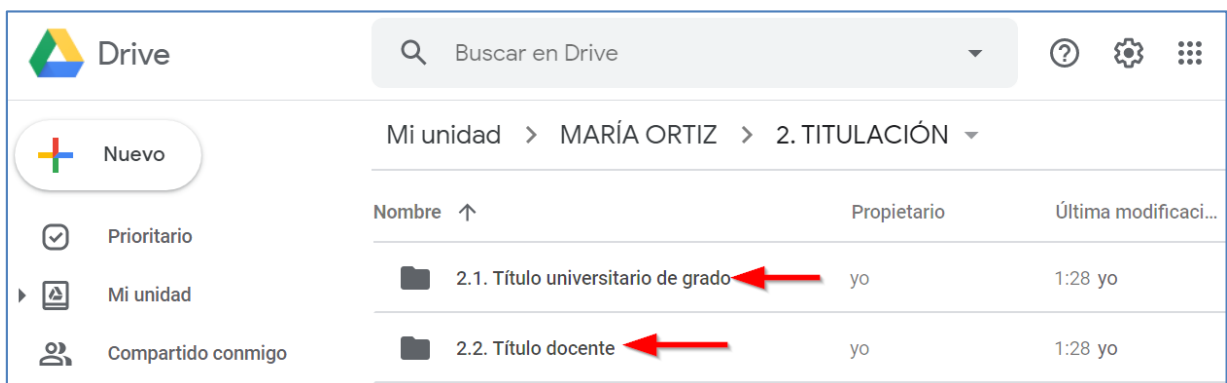 Drive
Buscar en Drive
Nuevo
Mi unidad > MARÍA ORTIZ > 2. TITULACIÓN
Nombre Propietario Última modificaci...
Prioritario
2.1. Título universitario de grado yo 1:28 yo
Mi unidad
2.2. Título docente yo 1:28 yo
Compartido conmigo